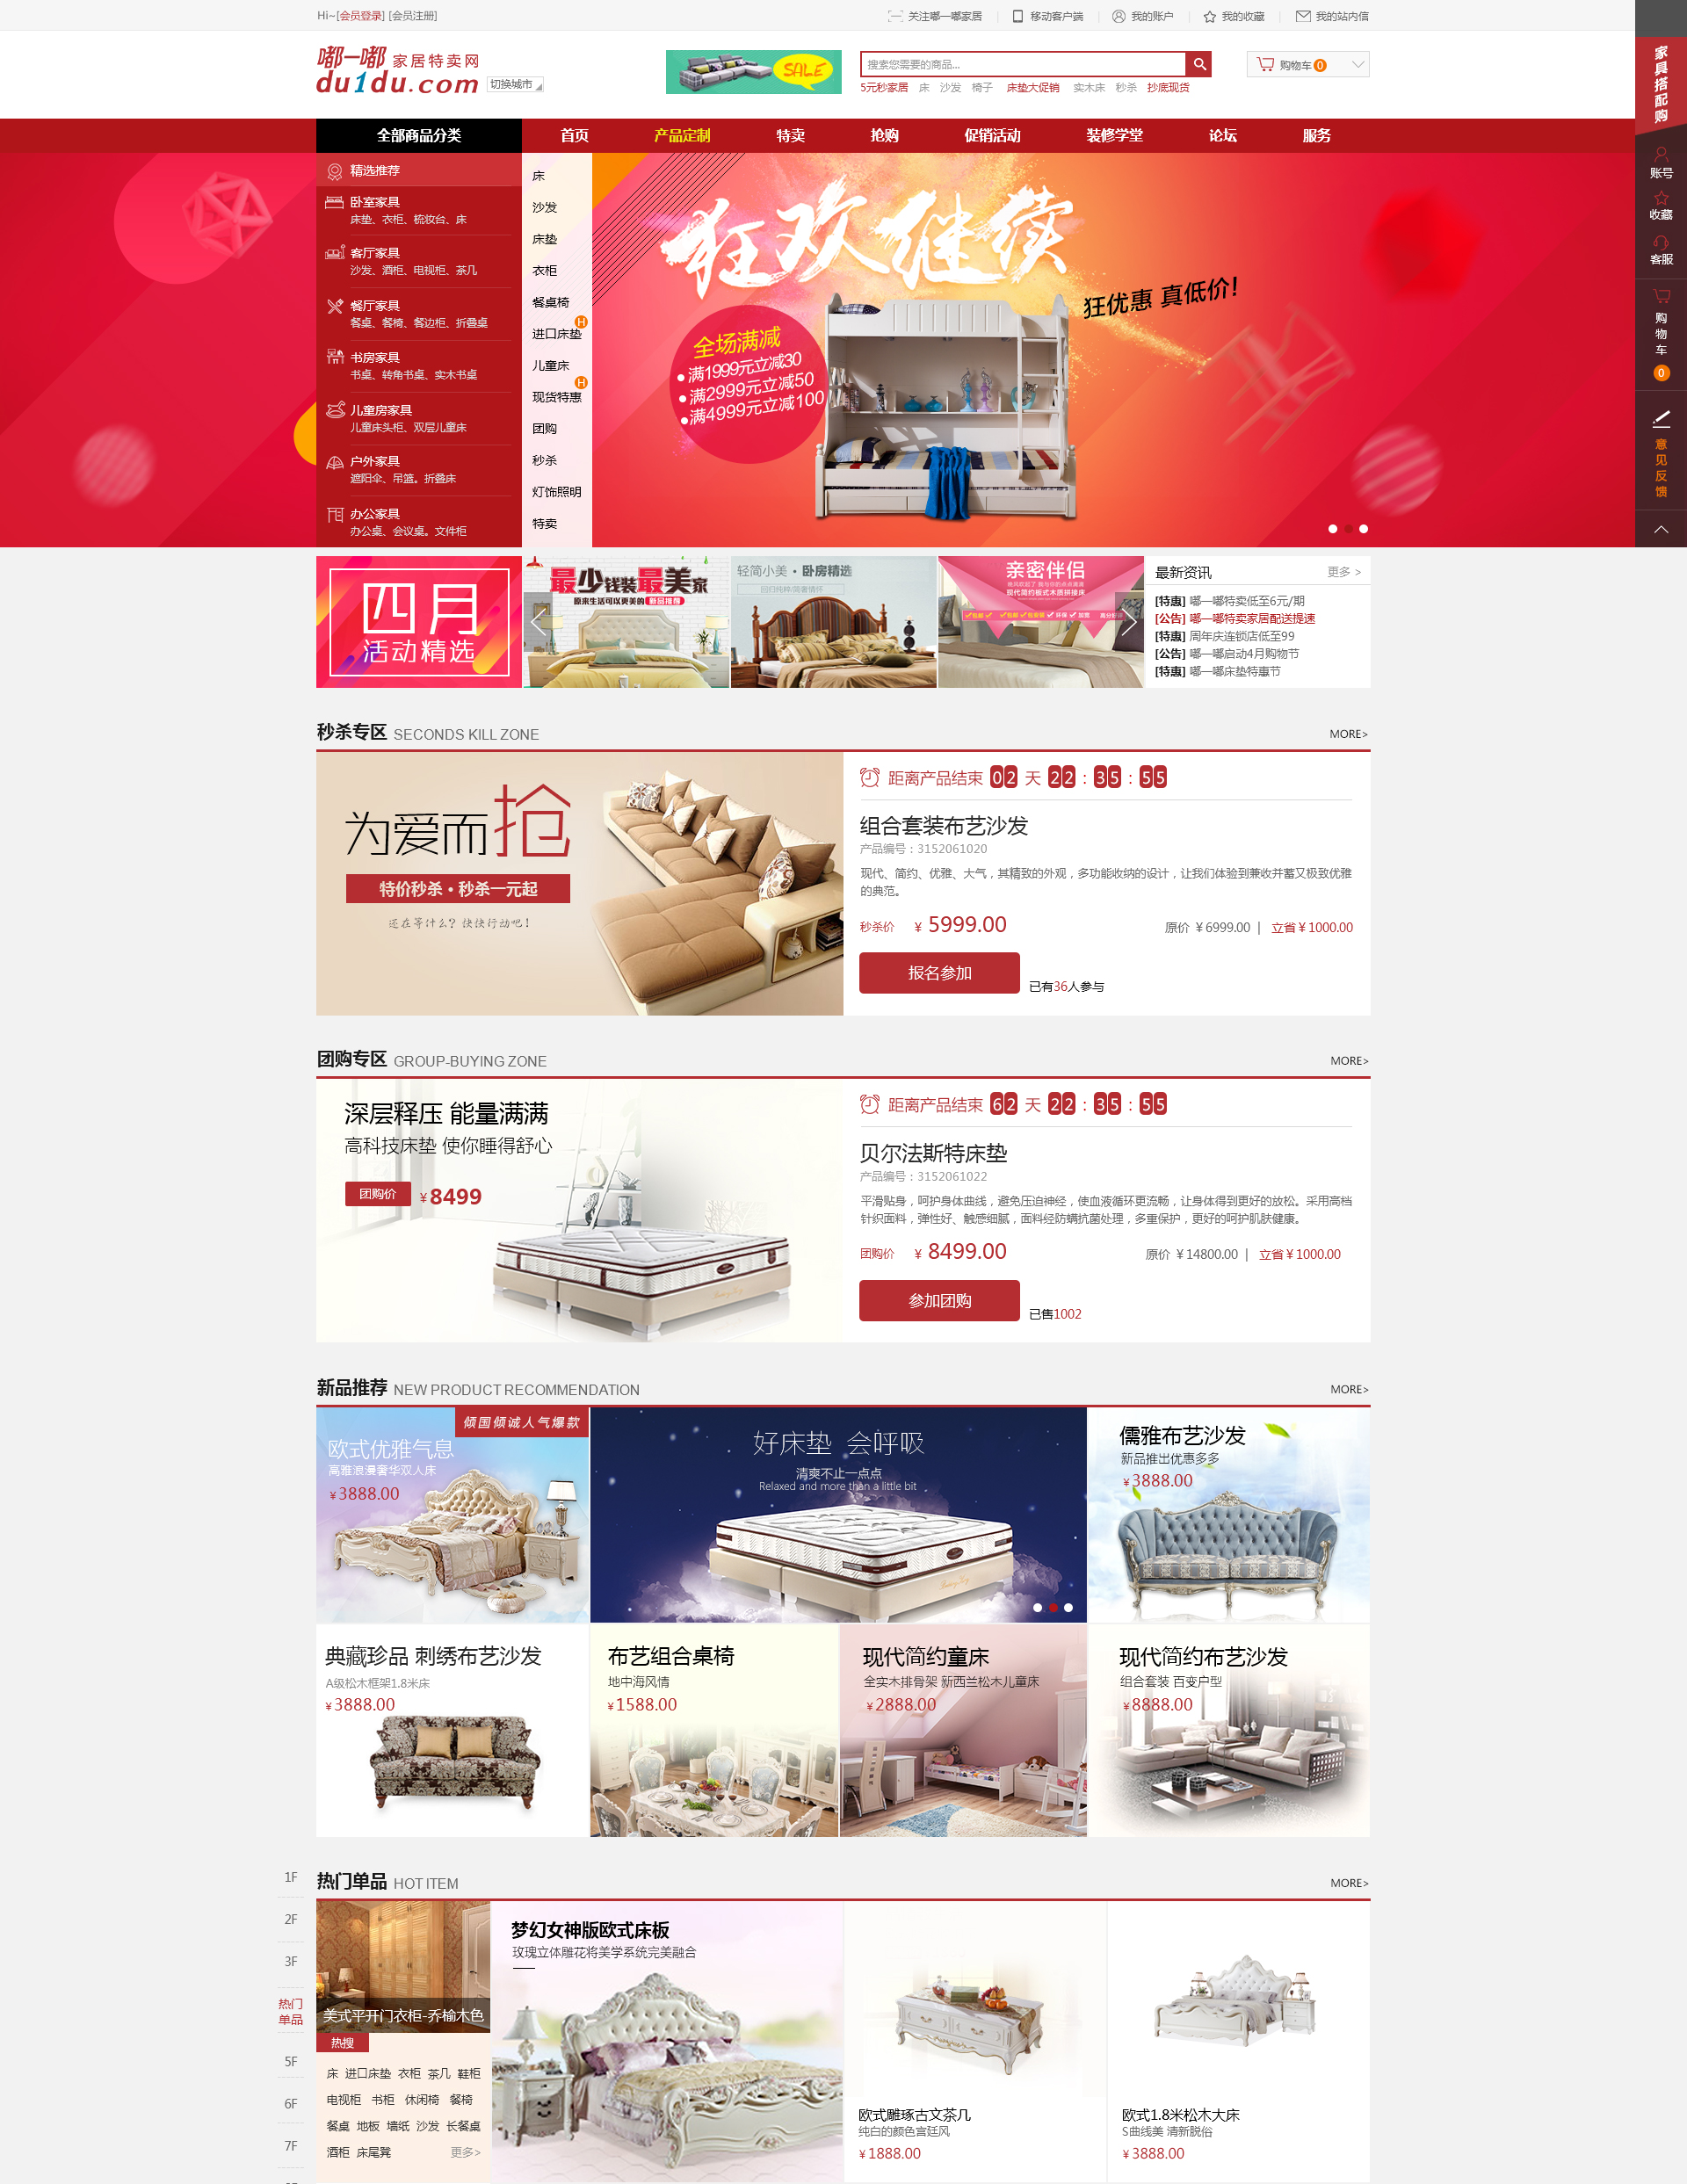 Hi~[会员登录] [会员注册]
关注嘟一嘟家居
移动客户端
我的账户
我的收藏
我的站内信
嘟一嘟 家居特卖网
du1du.com
切换城市
SALE
搜索您需要的商品...
购物车 0
5元秒家居 床 沙发 椅子 床垫大促销 实木床 秒杀 抄底现货
全部商品分类 首页 产品定制 特卖 抢购 促销活动 装修学堂 论坛 服务
精选推荐
卧室家具
床垫、衣柜、梳妆台、床
客厅家具
沙发、酒柜、电视柜、茶几
餐厅家具
餐桌、餐椅、餐边柜、折叠桌
书房家具
书桌、转角书桌、实木书桌
儿童房家具
儿童床头柜、双层儿童床
户外家具
遮阳伞、吊篮。折叠床
办公家具
办公桌、会议桌。文件柜
床
沙发
床垫
衣柜
餐桌椅
进口床垫
H
儿童床
现货特惠
H
团购
秒杀
灯饰照明
特卖
狂欢继续
狂优惠 真低价!
全场满减
满1999元立减30
满2999元立减50
满4999元立减100
家具搭配购
账号
收藏
客服
购物车
0
意见反馈
四月
活动精选
最少钱装最美家
原来生活可以更美的 新品推荐
轻简小美·卧房精选
亲密伴侣
现代简约板式木质拼接床
最新资讯 更多 >
[特惠] 嘟一嘟特卖低至6元/期
[公告] 嘟一嘟特卖家居配送提速
[特惠] 周年庆连锁店低至99
[公告] 嘟一嘟启动4月购物节
[特惠] 嘟一嘟床垫特惠节
秒杀专区 SECONDS KILL ZONE MORE>
为爱而抢
特价秒杀·秒杀一元起
还在等什么？快快行动吧！
距离产品结束 02 天 22 : 35 : 55
组合套装布艺沙发
产品编号：3152061020
现代、简约、优雅、大气，其精致的外观，多功能收纳的设计，让我们体验到兼收并蓄又极致优雅
的典范。
秒杀价 ¥ 5999.00 原价 ¥6999.00 | 立省¥1000.00
报名参加 已有36人参与
团购专区 GROUP-BUYING ZONE MORE>
深层释压 能量满满
高科技床垫 使你睡得舒心
团购价 ¥8499
距离产品结束 62 天 22 : 35 : 55
贝尔法斯特床垫
产品编号：3152061022
平滑贴身，呵护身体曲线，避免压迫神经，使血液循环更流畅，让身体得到更好的放松。采用高档
针织面料，弹性好、触感细腻，面料经防螨抗菌处理，多重保护，更好的呵护肌肤健康。
团购价 ¥ 8499.00 原价 ¥14800.00 | 立省¥1000.00
参加团购 已售1002
新品推荐 NEW PRODUCT RECOMMENDATION MORE>
倾国倾诚人气爆款
欧式优雅气息
高雅浪漫奢华双人床
¥3888.00
好床垫 会呼吸
清爽不止一点点
Relaxed and more than a little bit
儒雅布艺沙发
新品推出优惠多多
¥3888.00
典藏珍品 刺绣布艺沙发
A级松木框架1.8米床
¥3888.00
布艺组合桌椅
地中海风情
¥1588.00
现代简约童床
全实木排骨架 新西兰松木儿童床
¥2888.00
现代简约布艺沙发
组合套装 百变户型
¥8888.00
1F
2F
3F
热门
单品
5F
6F
7F
热门单品 HOT ITEM MORE>
美式平开门衣柜-乔榆木色
热搜
床 进口床垫 衣柜 茶几 鞋柜
电视柜 书柜 休闲椅 餐椅
餐桌 地板 墙纸 沙发 长餐桌
酒柜 床尾凳 更多>
梦幻女神版欧式床板
玫瑰立体雕花将美学系统完美融合
欧式雕琢古文茶几
纯白的颜色宫廷风
¥1888.00
欧式1.8米松木大床
S曲线美 清新脱俗
¥3888.00